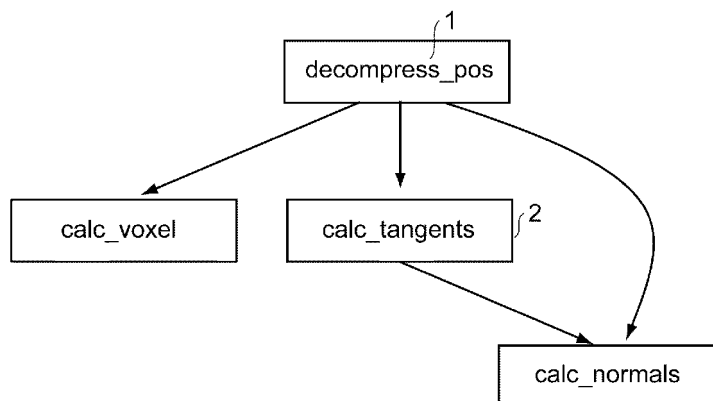 1
decompress_pos
calc_voxel
calc_tangents
2
calc_normals